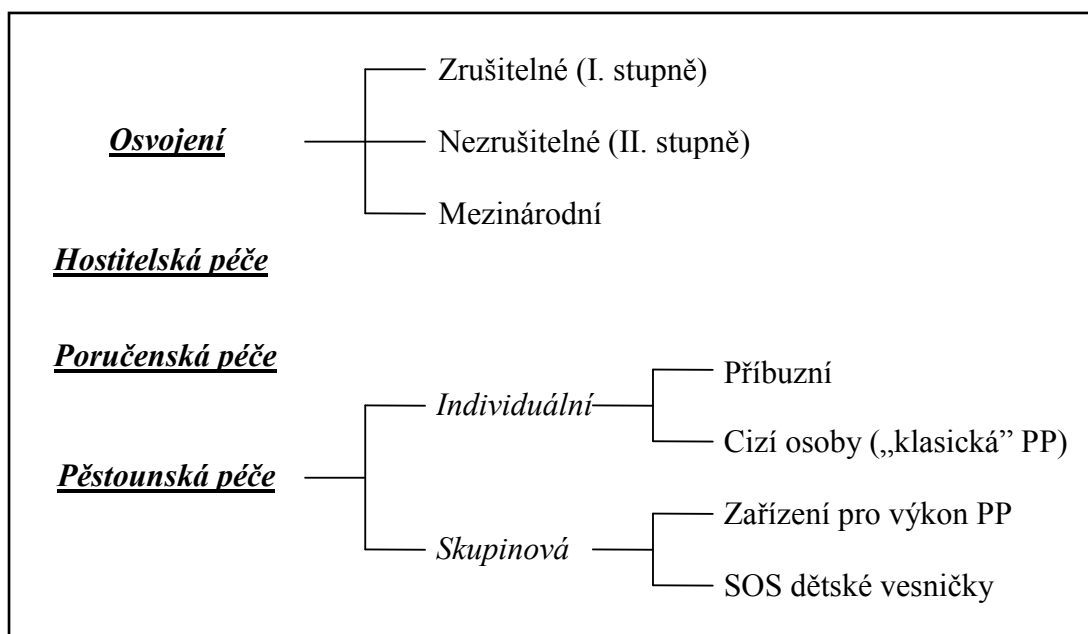 Zrušitelné (I. stupně)
Osvojení
Nezrušitelné (II. stupně)
Mezinárodní
Hostitelská péče
Poručenská péče
Příbuzní
Individuální
Cizí osoby („klasická” PP)
Pěstounská péče
Zařízení pro výkon PP
Skupinová
SOS dětské vesničky